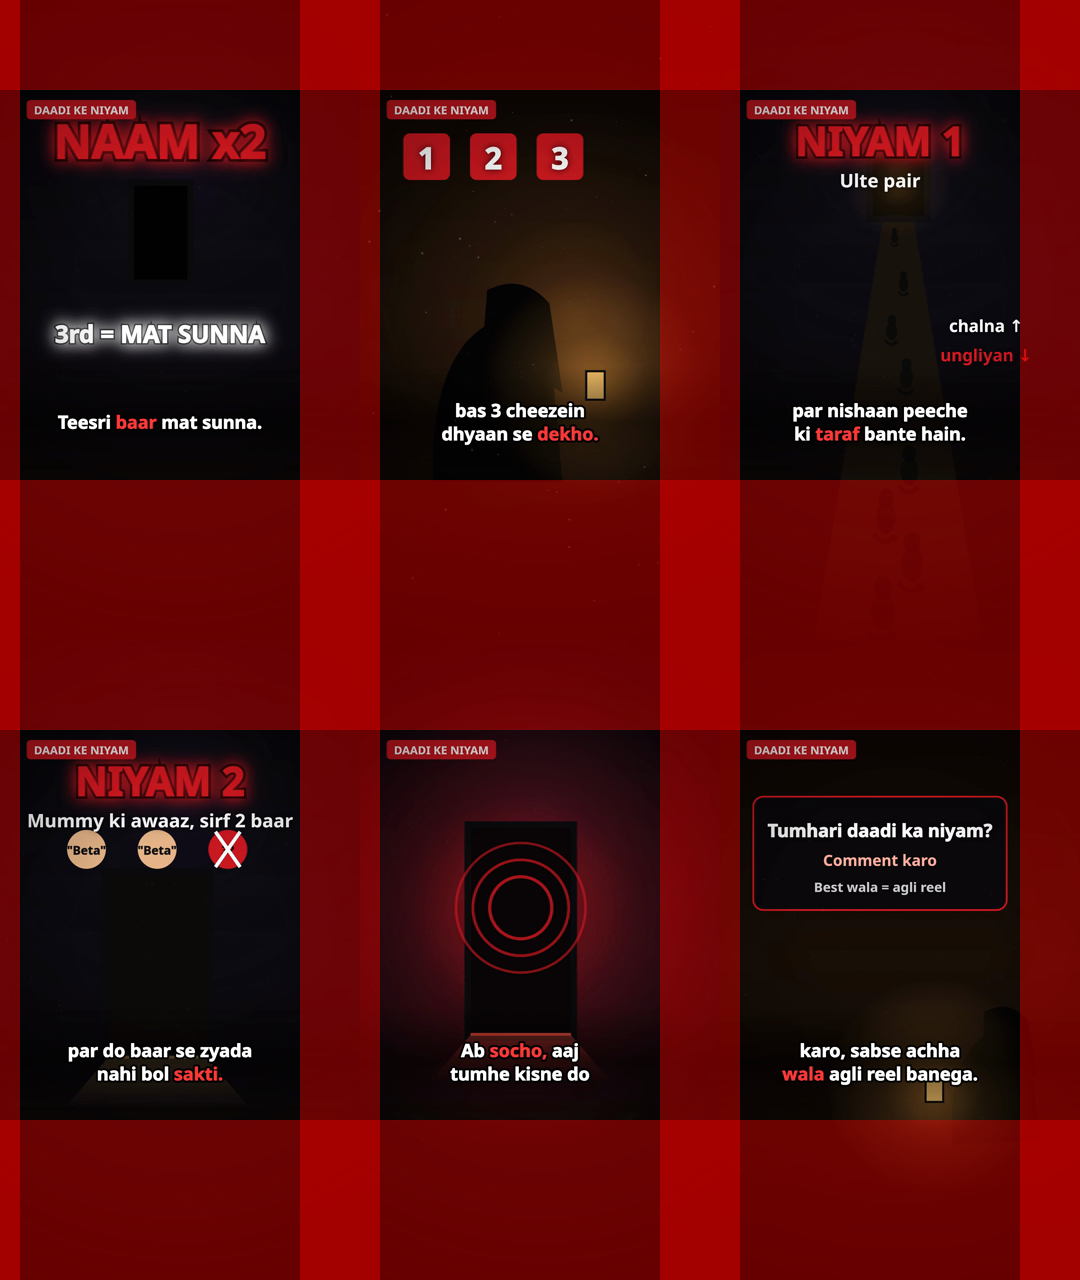 DAADI KE NIYAM
NAAM x2
3rd = MAT SUNNA
Teesri baar mat sunna.
DAADI KE NIYAM
1 2 3
bas 3 cheezein
dhyaan se dekho.
DAADI KE NIYAM
NIYAM 1
Ulte pair
chalna ↑
ungliyan ↓
par nishaan peeche
ki taraf bante hain.
DAADI KE NIYAM
NIYAM 2
Mummy ki awaaz, sirf 2 baar
"Beta" "Beta" X
par do baar se zyada
nahi bol sakti.
DAADI KE NIYAM
Ab socho, aaj
tumhe kisne do
DAADI KE NIYAM
Tumhari daadi ka niyam?
Comment karo
Best wala = agli reel
karo, sabse achha
wala agli reel banega.